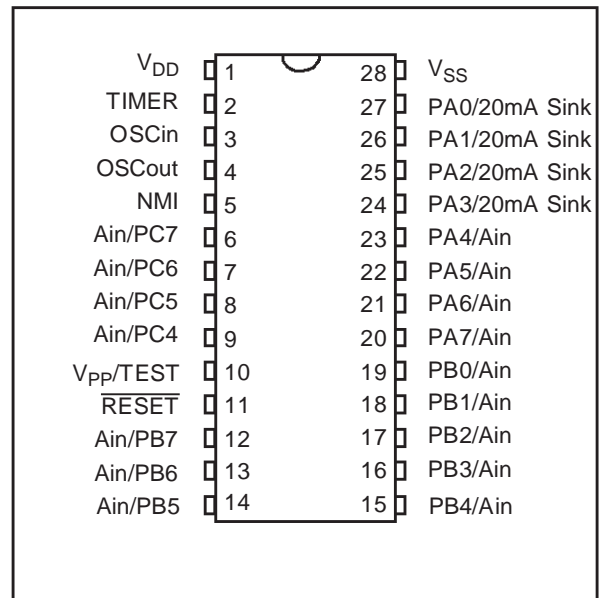 V_DD 1 28 V_SS
TIMER 2 27 PA0/20mA Sink
OSCin 3 26 PA1/20mA Sink
OSCout 4 25 PA2/20mA Sink
NMI 5 24 PA3/20mA Sink
Ain/PC7 6 23 PA4/Ain
Ain/PC6 7 22 PA5/Ain
Ain/PC5 8 21 PA6/Ain
Ain/PC4 9 20 PA7/Ain
V_PP/TEST 10 19 PB0/Ain
RESET 11 18 PB1/Ain
Ain/PB7 12 17 PB2/Ain
Ain/PB6 13 16 PB3/Ain
Ain/PB5 14 15 PB4/Ain